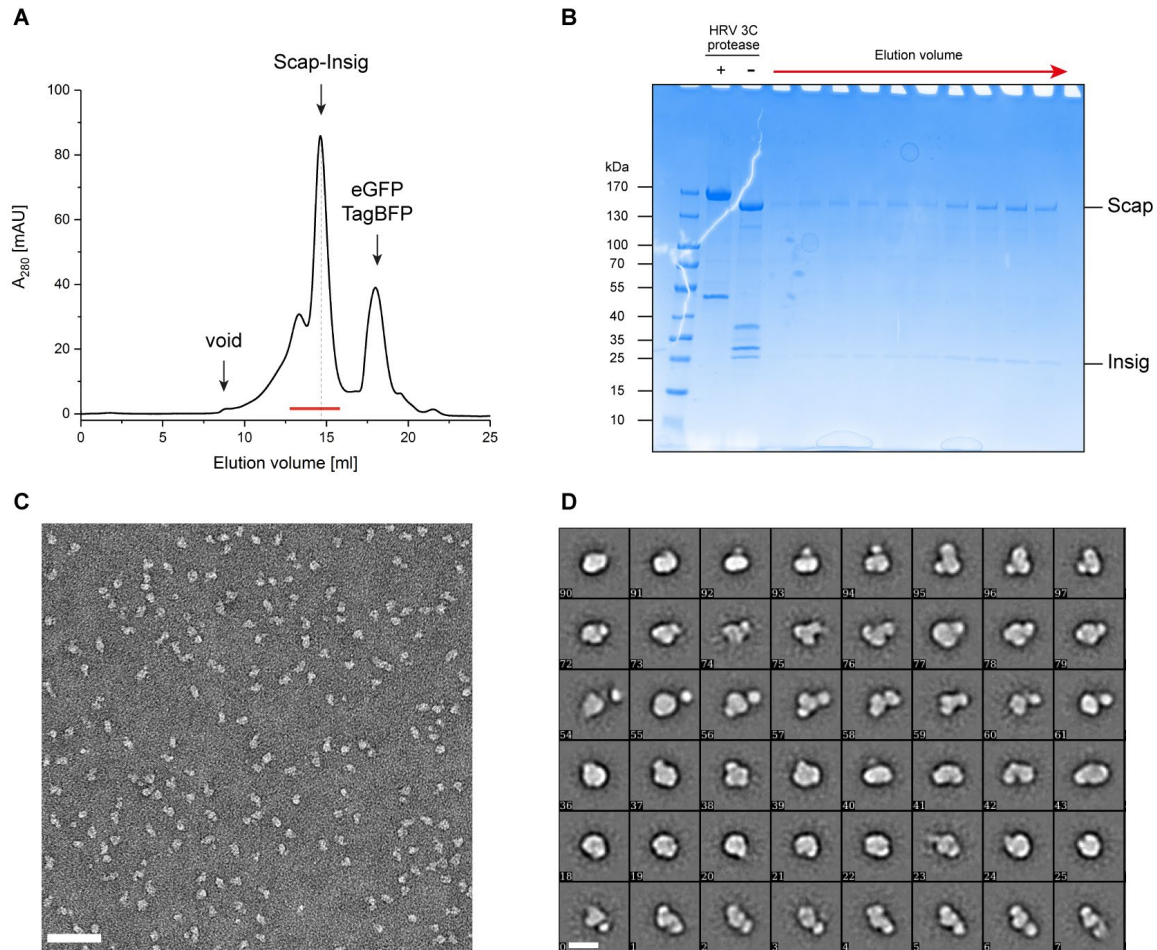 A
Scap-Insig
eGFP
TagBFP
void
A280 [mAU]
100
80
60
40
20
0
0 5 10 15 20 25
Elution volume [ml]
B
HRV 3C
protease
+ -
Elution volume
kDa
170
130
100
70
55
40
35
25
15
10
Scap
Insig
C
D
90 91 92 93 94 95 96 97
72 73 74 75 76 77 78 79
54 55 56 57 58 59 60 61
36 37 38 39 40 41 42 43
18 19 20 21 22 23 24 25
0 1 2 3 4 5 6 7